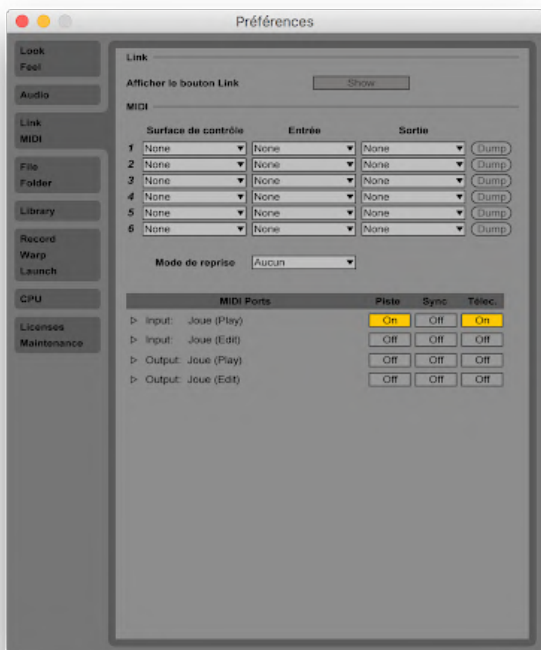 Préférences
Look
Feel
Audio
Link
MIDI
File
Folder
Library
Record
Warp
Launch
CPU
Licenses
Maintenance
Link
Afficher le bouton Link Show
MIDI
Surface de contrôle Entrée Sortie
1 None None None Dump
2 None None None Dump
3 None None None Dump
4 None None None Dump
5 None None None Dump
6 None None None Dump
Mode de reprise Aucun
MIDI Ports Piste Sync Téléc.
Input: Joue (Play) On Off On
Input: Joue (Edit) Off Off Off
Output: Joue (Play) Off Off Off
Output: Joue (Edit) Off Off Off